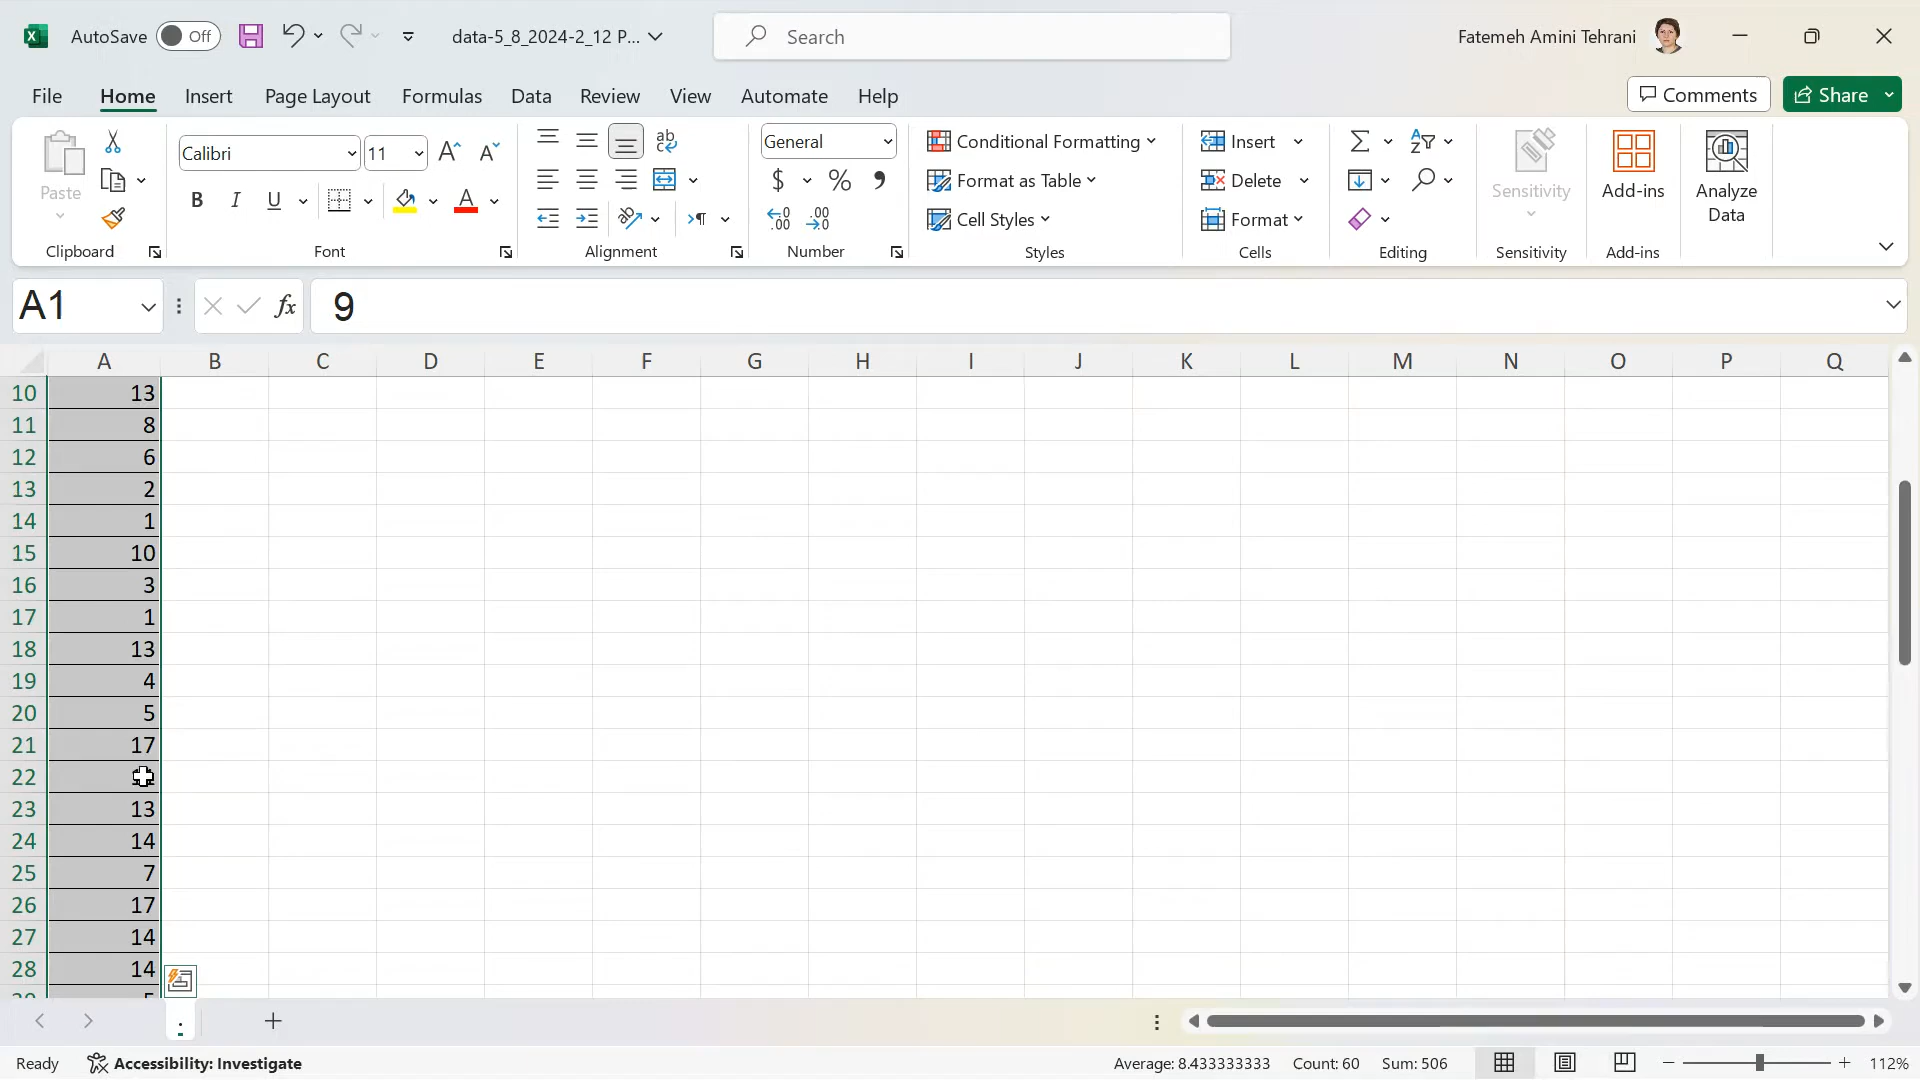 AutoSave Off data-5_8_2024-2_12 P... Search Fatemeh Amini Tehrani
File Home Insert Page Layout Formulas Data Review View Automate Help Comments Share
Paste
Calibri 11
B I U
General
Conditional Formatting
Format as Table
Cell Styles
Insert
Delete
Format
Sensitivity
Add-ins
Analyze
Data
Clipboard Font Alignment Number Styles Cells Editing Sensitivity Add-ins
A1 fx 9
A B C D E F G H I J K L M N O P Q
10 13
11 8
12 6
13 2
14 1
15 10
16 3
17 1
18 13
19 4
20 5
21 17
22
23 13
24 14
25 7
26 17
27 14
28 14
Ready Accessibility: Investigate Average: 8.433333333 Count: 60 Sum: 506 112%